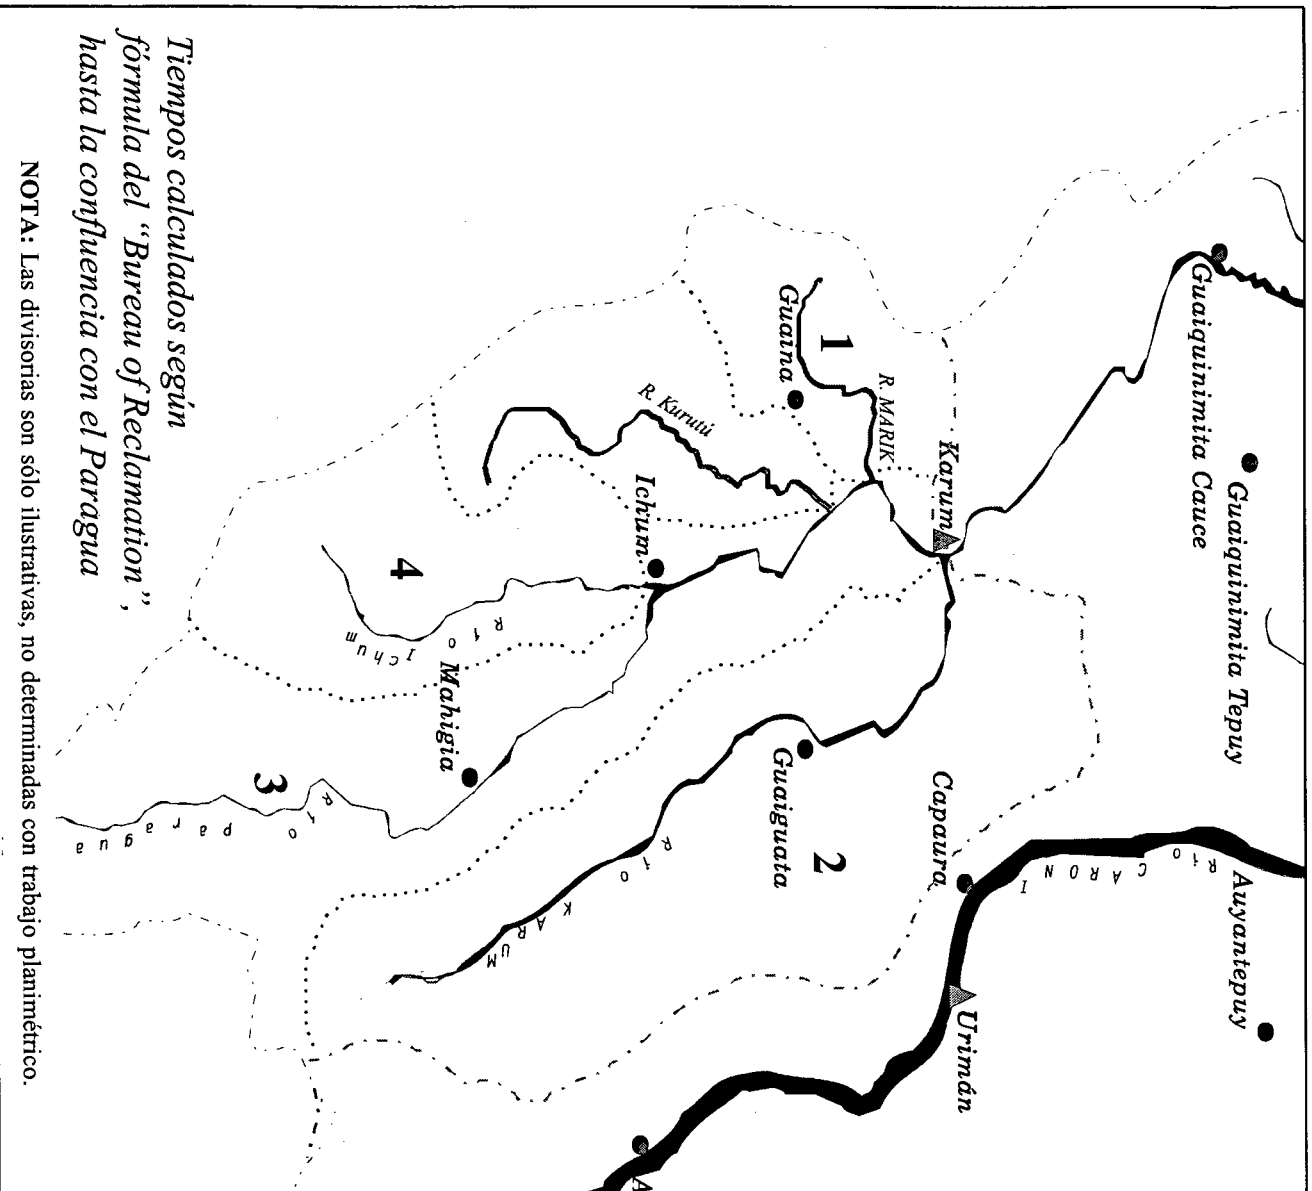 Guaiquinimita Cauce
Guaiquinimita Tepuy
Auyantepuy
Río CARONI
Karum
Capaura
Urimán
R. MARIK
1
Guaina
Guaiguata
2
R. Kurutú
Ichum
Río KARUM
A
4
Río Ichum
Mahigia
3
Río paragua
Tiempos calculados según
fórmula del “Bureau of Reclamation”,
hasta la confluencia con el Paragua
NOTA: Las divisorias son sólo ilustrativas, no determinadas con trabajo planimétrico.